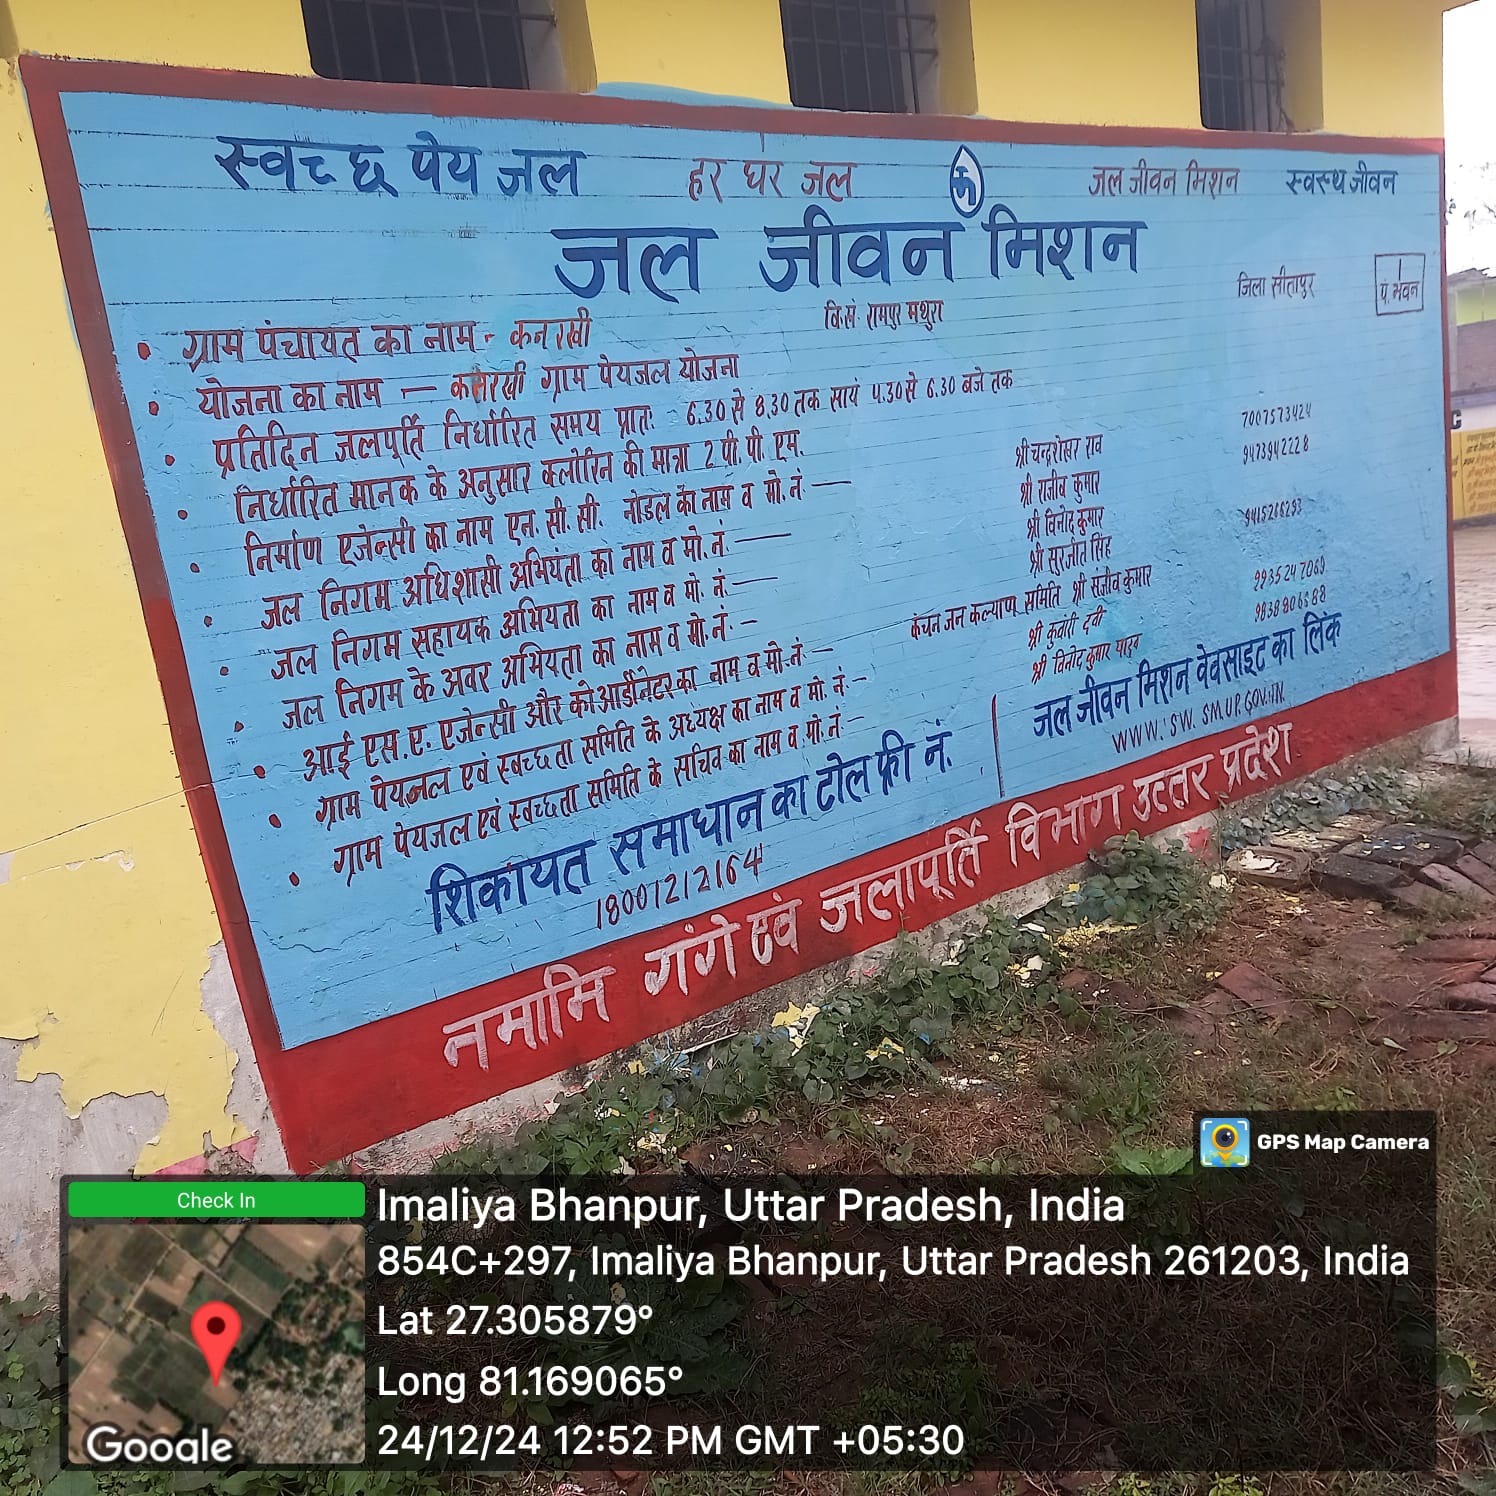 स्वच्छ पेय जल हर घर जल जल जीवन मिशन स्वस्थ जीवन
जल जीवन मिशन
वि.सं. रामपुर मथुरा जिला सीतापुर पं. भवन
• ग्राम पंचायत का नाम - कनरखी
• योजना का नाम — कनरखी ग्राम पेयजल योजना
• प्रतिदिन जलपूर्ति निर्धारित समय प्रातः 6.30 से 8.30 तक सायं 4.30 से 6.30 बजे तक
• निर्धारित मानक के अनुसार क्लोरिन की मात्रा 2 पी. पी. एम.
• निर्माण एजेन्सी का नाम एन. सी. सी. नोडल का नाम व मो. नं. — श्री चन्द्रशेखर राव 7007573424
• जल निगम अधिशासी अभियंता का नाम व मो. नं. — श्री राजीव कुमार 9473942228
• जल निगम सहायक अभियता का नाम व मो. नं. — श्री विनोद कुमार
• जल निगम के अवर अभियता का नाम व मो. नं. - श्री सुरजीत सिंह 9415206293
• आई एस. ए. एजेन्सी और कोआर्डीनेटर का नाम व मो. नं. — कंचन जन कल्याण समिति श्री संजीव कुमार
• ग्राम पेयजल एवं स्वच्छता समिति के अध्यक्ष का नाम व मो. नं. - श्री कुवांरी देवी 9935247069
• ग्राम पेयजल एवं स्वच्छता समिति के सचिव का नाम व मो. नं. - श्री विनोद कुमार यादव
शिकायत समाधान का टोल फ्री नं.
18001212164
जल जीवन मिशन वेवसाइट का लिंक
WWW. SW. SM.UP. GOV. IN.
नमामि गंगे एवं जलापूर्ति विभाग उत्तर प्रदेश
GPS Map Camera
Check In
Imaliya Bhanpur, Uttar Pradesh, India
854C+297, Imaliya Bhanpur, Uttar Pradesh 261203, India
Lat 27.305879°
Long 81.169065°
24/12/24 12:52 PM GMT +05:30
Google